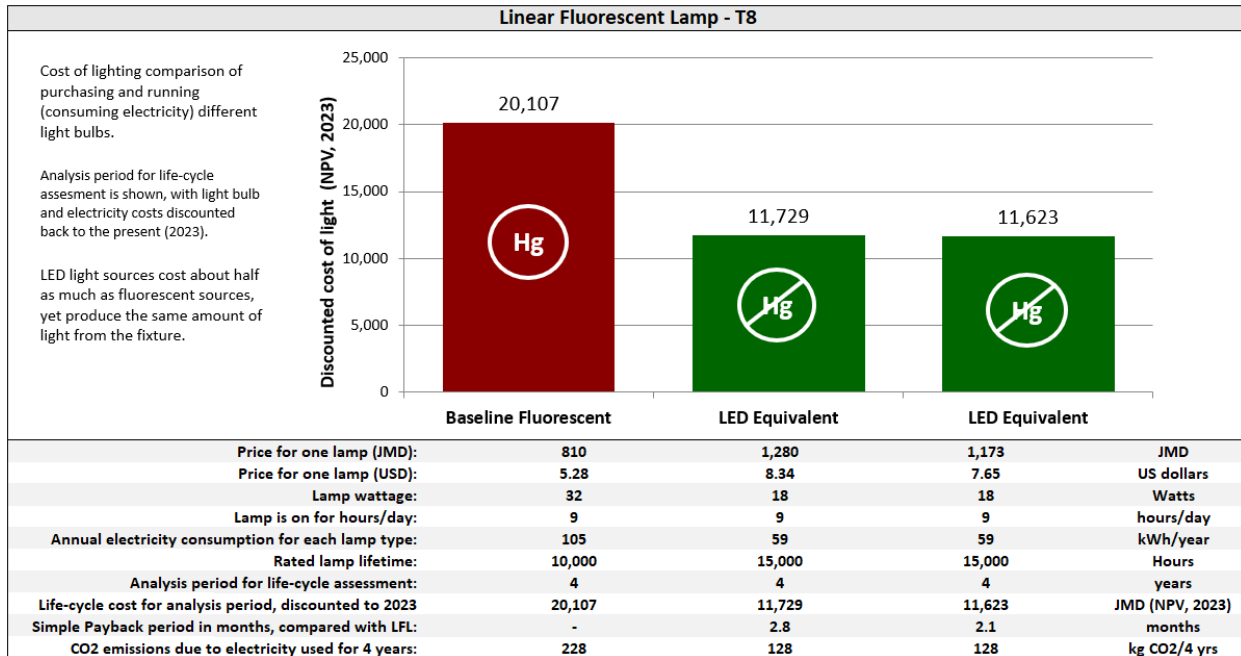 Linear Fluorescent Lamp - T8
Cost of lighting comparison of
purchasing and running
(consuming electricity) different
light bulbs.
Analysis period for life-cycle
assesment is shown, with light bulb
and electricity costs discounted
back to the present (2023).
LED light sources cost about half
as much as fluorescent sources,
yet produce the same amount of
light from the fixture.
Discounted cost of light (NPV, 2023)
25,000
20,000
15,000
10,000
5,000
0
20,107
11,729
11,623
Hg
Hg
Hg
Baseline Fluorescent LED Equivalent LED Equivalent
Price for one lamp (JMD): 810 1,280 1,173 JMD
Price for one lamp (USD): 5.28 8.34 7.65 US dollars
Lamp wattage: 32 18 18 Watts
Lamp is on for hours/day: 9 9 9 hours/day
Annual electricity consumption for each lamp type: 105 59 59 kWh/year
Rated lamp lifetime: 10,000 15,000 15,000 Hours
Analysis period for life-cycle assessment: 4 4 4 years
Life-cycle cost for analysis period, discounted to 2023 20,107 11,729 11,623 JMD (NPV, 2023)
Simple Payback period in months, compared with LFL: - 2.8 2.1 months
CO2 emissions due to electricity used for 4 years: 228 128 128 kg CO2/4 yrs